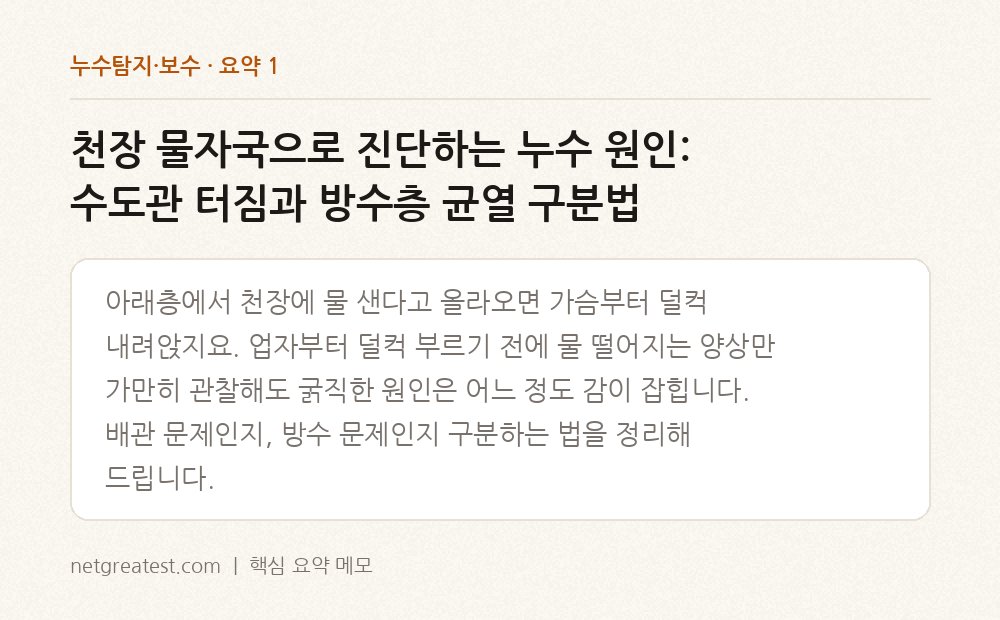 누수탐지·보수 · 요약 1
천장 물자국으로 진단하는 누수 원인:
수도관 터짐과 방수층 균열 구분법
아래층에서 천장에 물 샌다고 올라오면 가슴부터 덜컥
내려앉지요. 업자부터 덜컥 부르기 전에 물 떨어지는 양상만
가만히 관찰해도 굵직한 원인은 어느 정도 감이 잡힙니다.
배관 문제인지, 방수 문제인지 구분하는 법을 정리해
드립니다.
netgreatest.com | 핵심 요약 메모